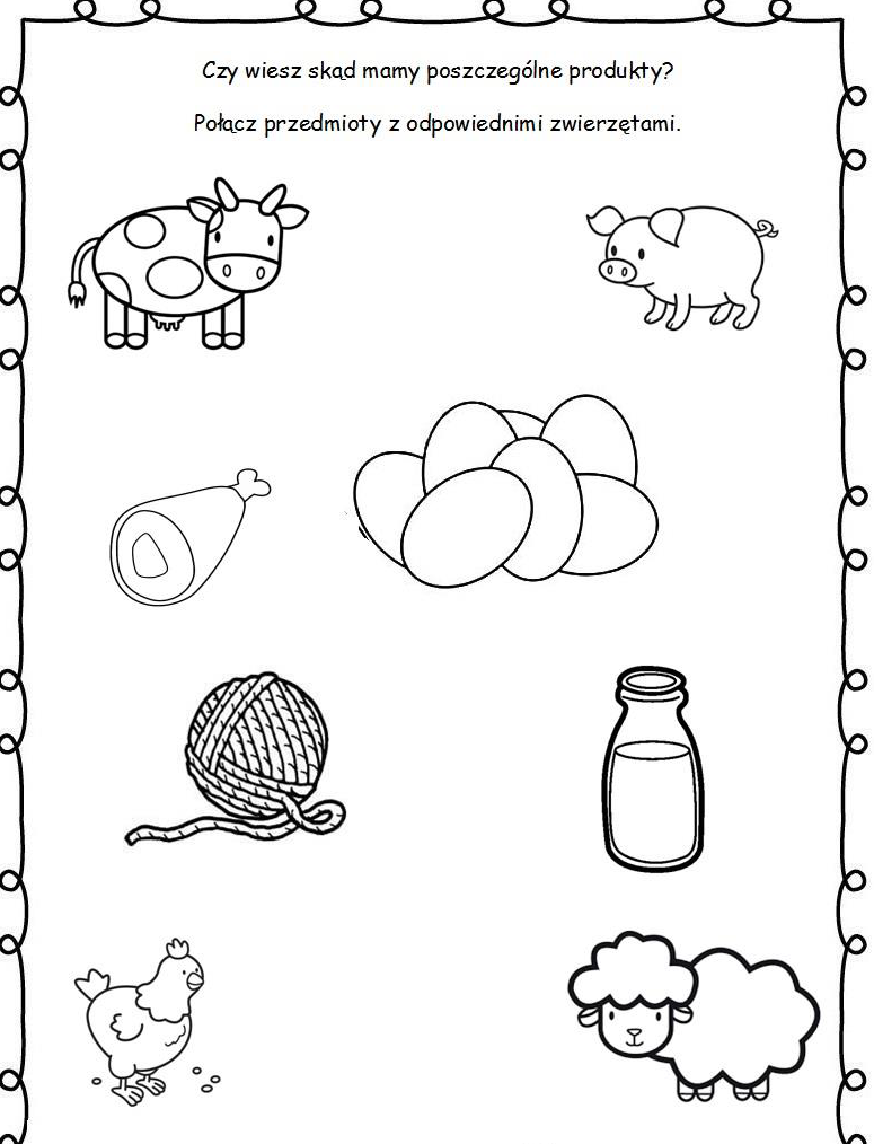 Czy wiesz skąd mamy poszczególne produkty?
Połącz przedmioty z odpowiednimi zwierzętami.